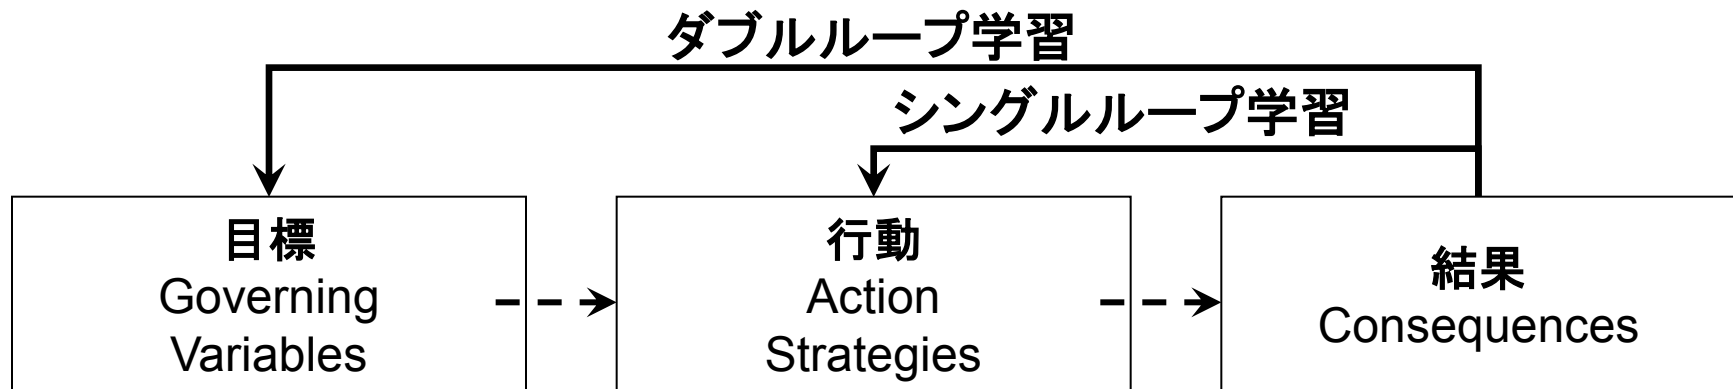 ダブルループ学習
シングルループ学習
目標
Governing
Variables
行動
Action
Strategies
結果
Consequences